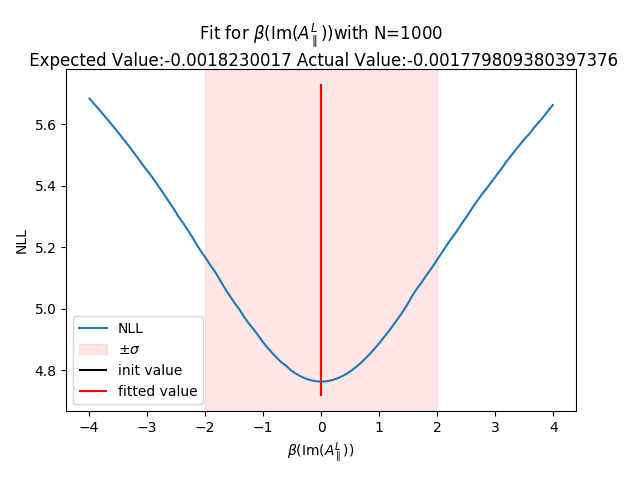 Fit for β(Im(A^L_∥))with N=1000
Expected Value:-0.0018230017 Actual Value:-0.001779809380397376
NLL
5.6
5.4
5.2
5.0
4.8
NLL
±σ
init value
fitted value
−4 −3 −2 −1 0 1 2 3 4
β(Im(A^L_∥))